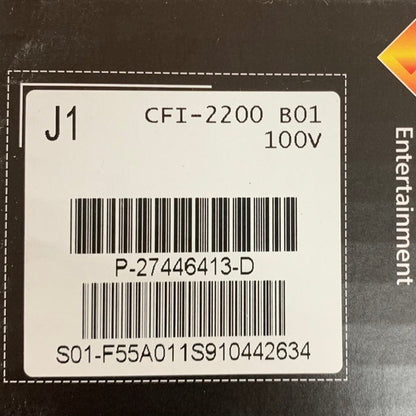 J1
CFI-2200 B01
100V
P-27446413-D
S01-F55A011S910442634
Entertainment